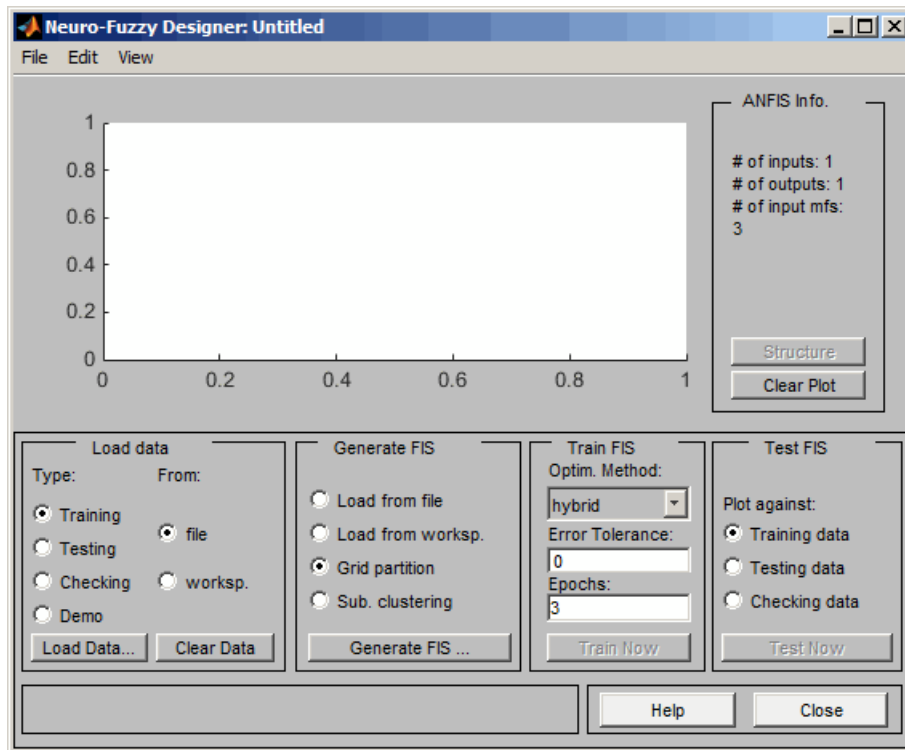 Neuro-Fuzzy Designer: Untitled
File Edit View
1
0.8
0.6
0.4
0.2
0
0 0.2 0.4 0.6 0.8 1
ANFIS Info.
# of inputs: 1
# of outputs: 1
# of input mfs:
3
Structure
Clear Plot
Load data
Type: From:
Training
Testing
Checking
Demo
file
worksp.
Load Data... Clear Data
Generate FIS
Load from file
Load from worksp.
Grid partition
Sub. clustering
Generate FIS ...
Train FIS
Optim. Method:
hybrid
Error Tolerance:
0
Epochs:
3
Train Now
Test FIS
Plot against:
Training data
Testing data
Checking data
Test Now
Help Close